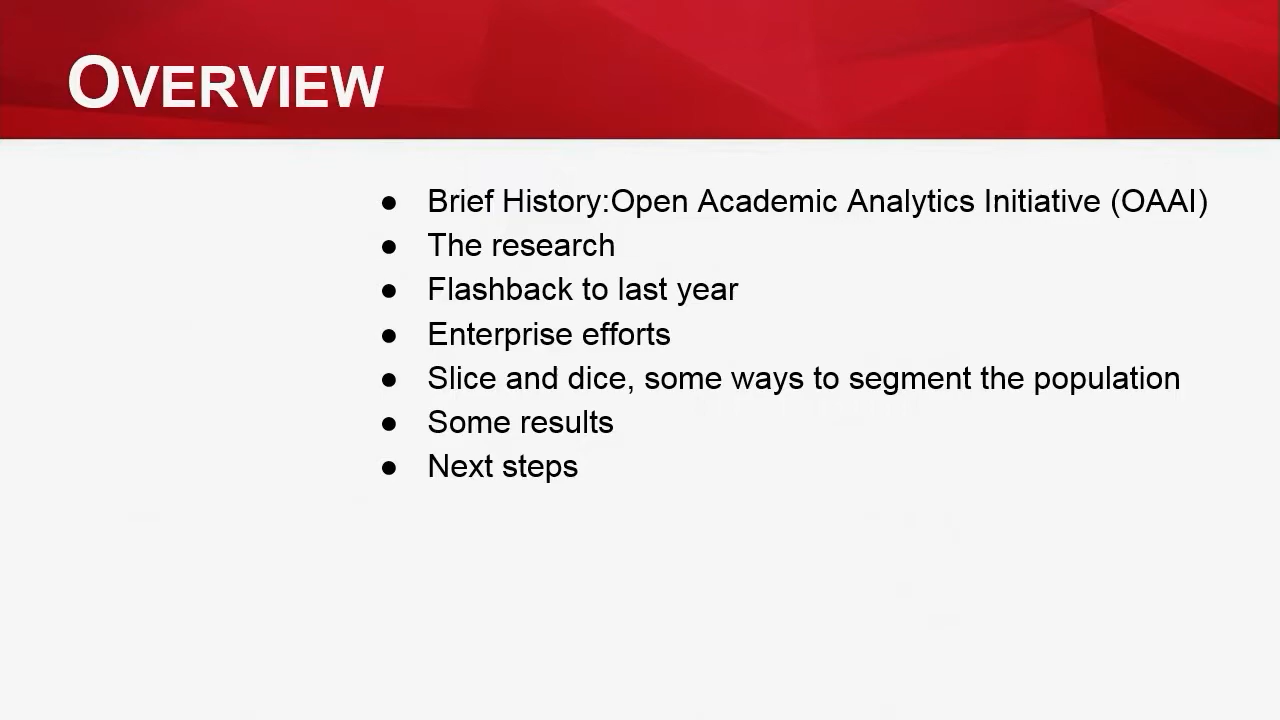 OVERVIEW
● Brief History:Open Academic Analytics Initiative (OAAI)
● The research
● Flashback to last year
● Enterprise efforts
● Slice and dice, some ways to segment the population
● Some results
● Next steps